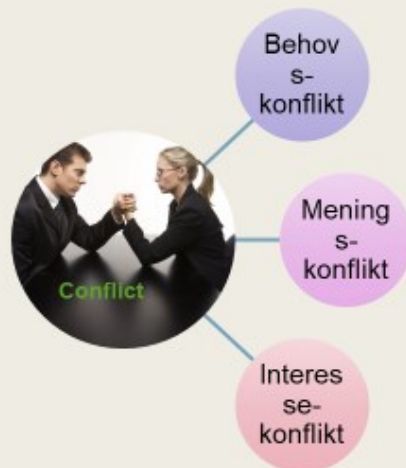 Behov
s-
konflikt
Mening
s-
konflikt
Conflict
Interes
se-
konflikt